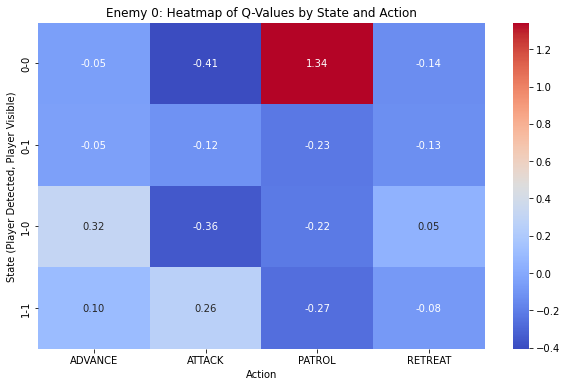 Enemy 0: Heatmap of Q-Values by State and Action
State (Player Detected, Player Visible)
0-0 -0.05 -0.41 1.34 -0.14
0-1 -0.05 -0.12 -0.23 -0.13
1-0 0.32 -0.36 -0.22 0.05
1-1 0.10 0.26 -0.27 -0.08
ADVANCE ATTACK PATROL RETREAT
Action
1.2
1.0
0.8
0.6
0.4
0.2
0.0
−0.2
−0.4